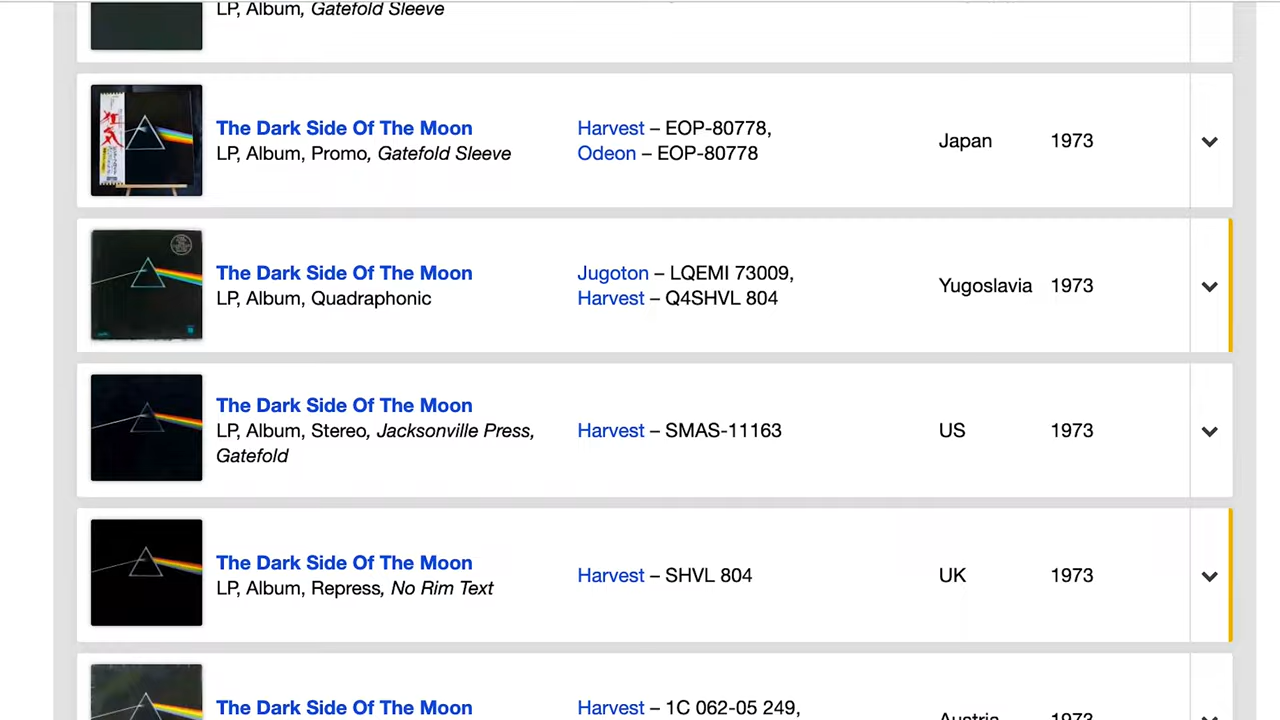 LP, Album, Gatefold Sleeve
The Dark Side Of The Moon
LP, Album, Promo, Gatefold Sleeve
Harvest – EOP-80778,
Odeon – EOP-80778
Japan
1973
The Dark Side Of The Moon
LP, Album, Quadraphonic
Jugoton – LQEMI 73009,
Harvest – Q4SHVL 804
Yugoslavia
1973
The Dark Side Of The Moon
LP, Album, Stereo, Jacksonville Press,
Gatefold
Harvest – SMAS-11163
US
1973
The Dark Side Of The Moon
LP, Album, Repress, No Rim Text
Harvest – SHVL 804
UK
1973
The Dark Side Of The Moon
Harvest – 1C 062-05 249,
Austria
1973